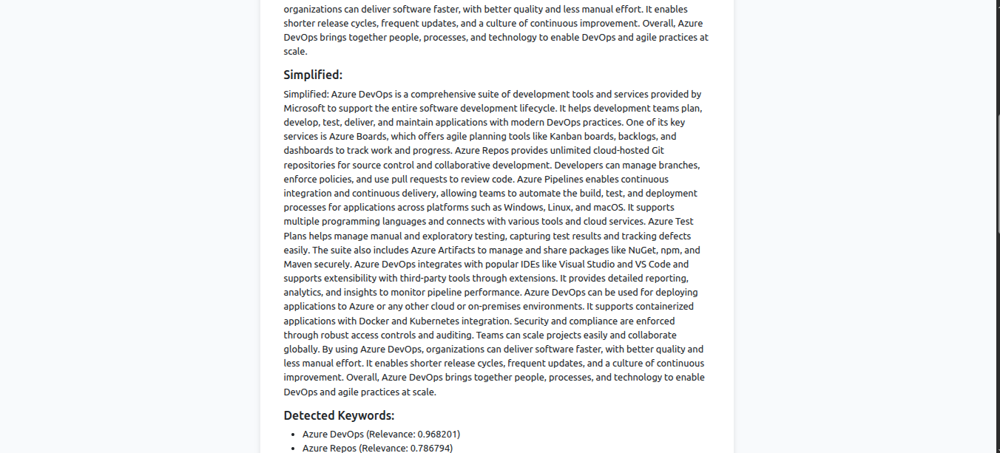 organizations can deliver software faster, with better quality and less manual effort. It enables
shorter release cycles, frequent updates, and a culture of continuous improvement. Overall, Azure
DevOps brings together people, processes, and technology to enable DevOps and agile practices at
scale.
Simplified:
Simplified: Azure DevOps is a comprehensive suite of development tools and services provided by
Microsoft to support the entire software development lifecycle. It helps development teams plan,
develop, test, deliver, and maintain applications with modern DevOps practices. One of its key
services is Azure Boards, which offers agile planning tools like Kanban boards, backlogs, and
dashboards to track work and progress. Azure Repos provides unlimited cloud-hosted Git
repositories for source control and collaborative development. Developers can manage branches,
enforce policies, and use pull requests to review code. Azure Pipelines enables continuous
integration and continuous delivery, allowing teams to automate the build, test, and deployment
processes for applications across platforms such as Windows, Linux, and macOS. It supports
multiple programming languages and connects with various tools and cloud services. Azure Test
Plans helps manage manual and exploratory testing, capturing test results and tracking defects
easily. The suite also includes Azure Artifacts to manage and share packages like NuGet, npm, and
Maven securely. Azure DevOps integrates with popular IDEs like Visual Studio and VS Code and
supports extensibility with third-party tools through extensions. It provides detailed reporting,
analytics, and insights to monitor pipeline performance. Azure DevOps can be used for deploying
applications to Azure or any other cloud or on-premises environments. It supports containerized
applications with Docker and Kubernetes integration. Security and compliance are enforced
through robust access controls and auditing. Teams can scale projects easily and collaborate
globally. By using Azure DevOps, organizations can deliver software faster, with better quality and
less manual effort. It enables shorter release cycles, frequent updates, and a culture of continuous
improvement. Overall, Azure DevOps brings together people, processes, and technology to enable
DevOps and agile practices at scale.
Detected Keywords:
• Azure DevOps (Relevance: 0.968201)
• Azure Repos (Relevance: 0.786794)